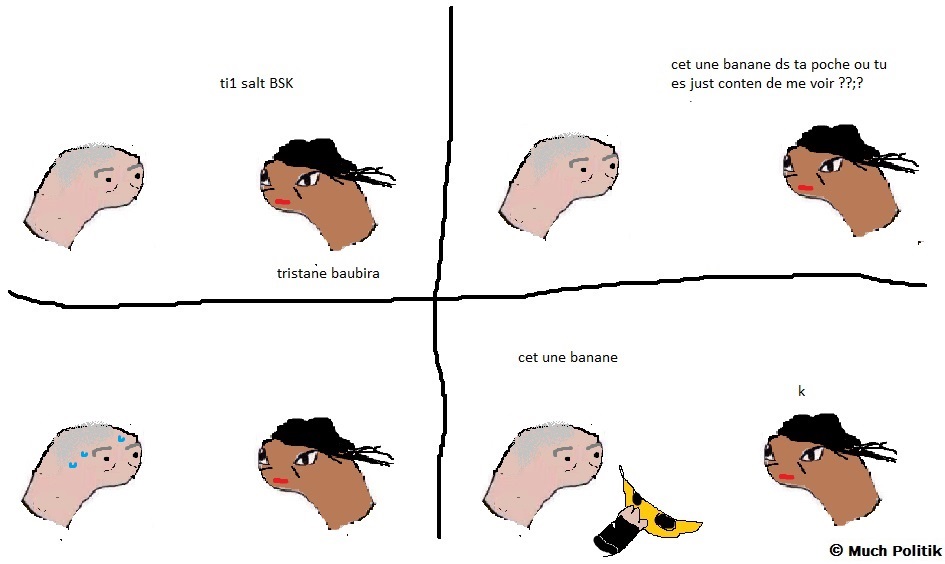 ti1 salt BSK
tristane baubira
cet une banane ds ta poche ou tu
es just conten de me voir ??;?
cet une banane
k
© Much Politik